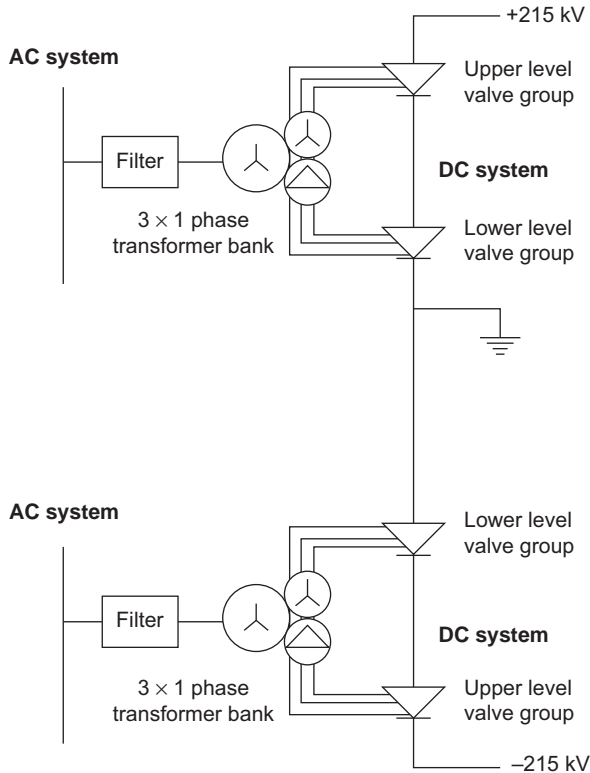 +215 kV
AC system
Upper level
valve group
Filter
DC system
3 × 1 phase
transformer bank
Lower level
valve group
AC system
Lower level
valve group
Filter
DC system
3 × 1 phase
transformer bank
Upper level
valve group
–215 kV